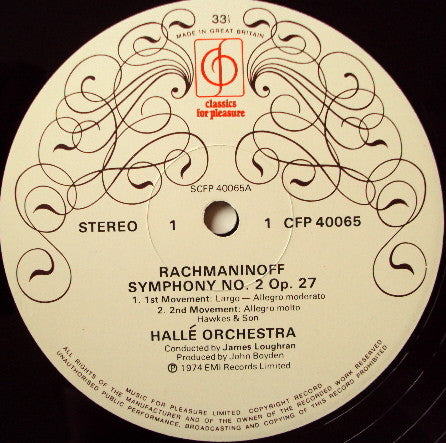 33⅓
MADE IN GREAT BRITAIN
classics
for pleasure
SCFP 40065A
STEREO 1 1 CFP 40065
RACHMANINOFF
SYMPHONY NO. 2 Op. 27
1. 1st Movement: Largo — Allegro moderato
2. 2nd Movement: Allegro molto
Hawkes & Son
HALLÉ ORCHESTRA
Conducted by James Loughran
Produced by John Boyden
Ⓟ 1974 EMI Records Limited
MUSIC FOR PLEASURE LIMITED COPYRIGHT RECORD
ALL RIGHTS OF THE MANUFACTURER AND OF THE OWNER OF THE RECORDED WORK RESERVED
UNAUTHORISED PUBLIC PERFORMANCE, BROADCASTING AND COPYING OF THIS RECORD PROHIBITED